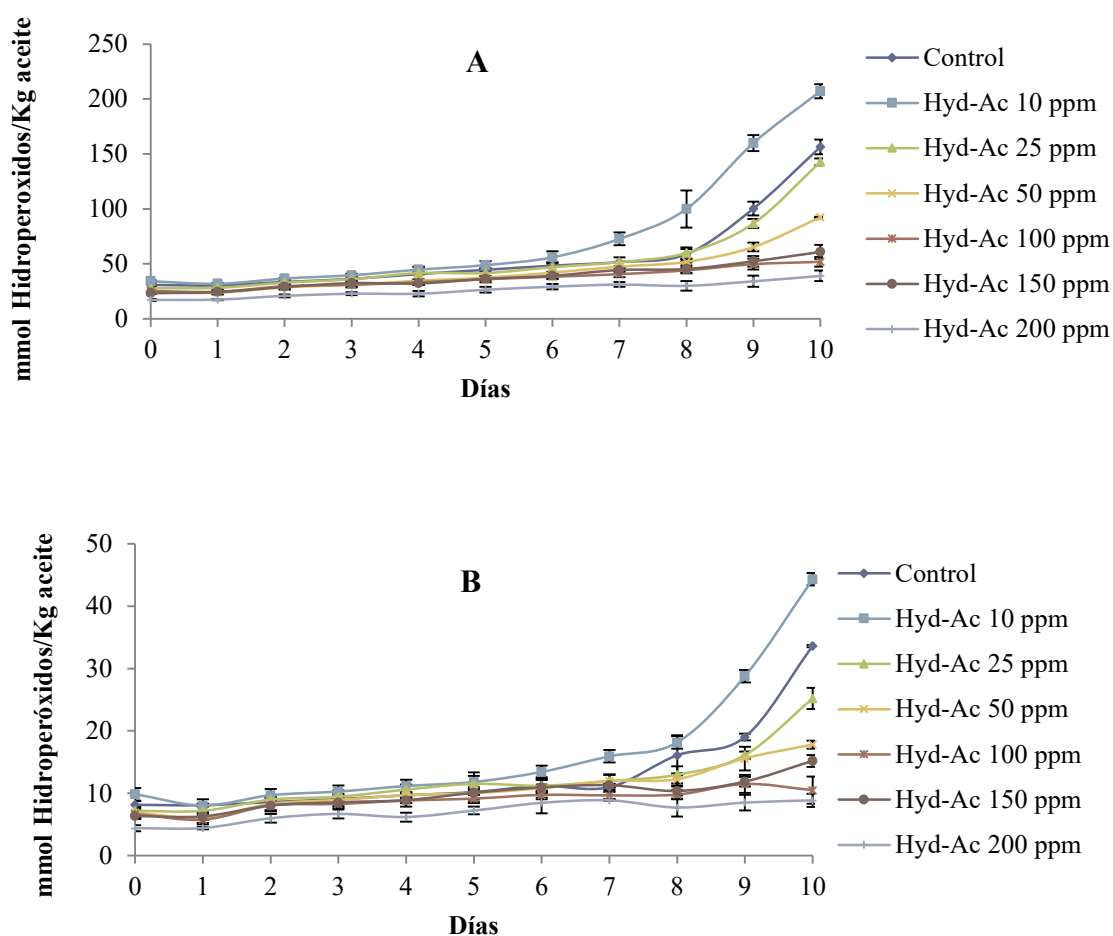 mmol Hidroperoxidos/Kg aceite
250
200
150
100
50
0
A
0 1 2 3 4 5 6 7 8 9 10
Días
Control
Hyd-Ac 10 ppm
Hyd-Ac 25 ppm
Hyd-Ac 50 ppm
Hyd-Ac 100 ppm
Hyd-Ac 150 ppm
Hyd-Ac 200 ppm
mmol Hidroperóxidos/Kg aceite
50
40
30
20
10
0
B
0 1 2 3 4 5 6 7 8 9 10
Días
Control
Hyd-Ac 10 ppm
Hyd-Ac 25 ppm
Hyd-Ac 50 ppm
Hyd-Ac 100 ppm
Hyd-Ac 150 ppm
Hyd-Ac 200 ppm